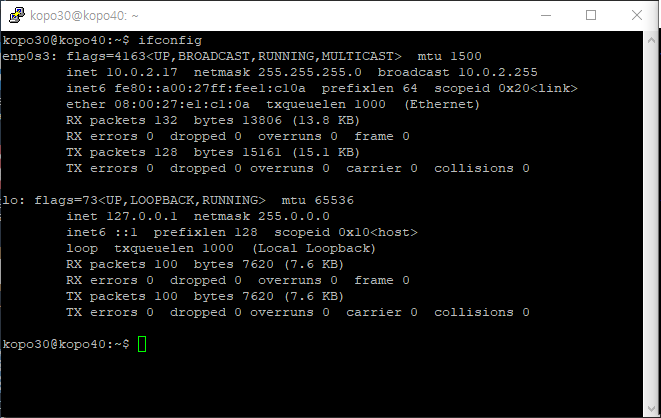 kopo30@kopo40: ~
kopo30@kopo40:~$ ifconfig
enp0s3: flags=4163<UP,BROADCAST,RUNNING,MULTICAST>  mtu 1500
        inet 10.0.2.17  netmask 255.255.255.0  broadcast 10.0.2.255
        inet6 fe80::a00:27ff:fee1:c10a  prefixlen 64  scopeid 0x20<link>
        ether 08:00:27:e1:c1:0a  txqueuelen 1000  (Ethernet)
        RX packets 132  bytes 13806 (13.8 KB)
        RX errors 0  dropped 0  overruns 0  frame 0
        TX packets 128  bytes 15161 (15.1 KB)
        TX errors 0  dropped 0 overruns 0  carrier 0  collisions 0
lo: flags=73<UP,LOOPBACK,RUNNING>  mtu 65536
        inet 127.0.0.1  netmask 255.0.0.0
        inet6 ::1  prefixlen 128  scopeid 0x10<host>
        loop  txqueuelen 1000  (Local Loopback)
        RX packets 100  bytes 7620 (7.6 KB)
        RX errors 0  dropped 0  overruns 0  frame 0
        TX packets 100  bytes 7620 (7.6 KB)
        TX errors 0  dropped 0 overruns 0  carrier 0  collisions 0
kopo30@kopo40:~$